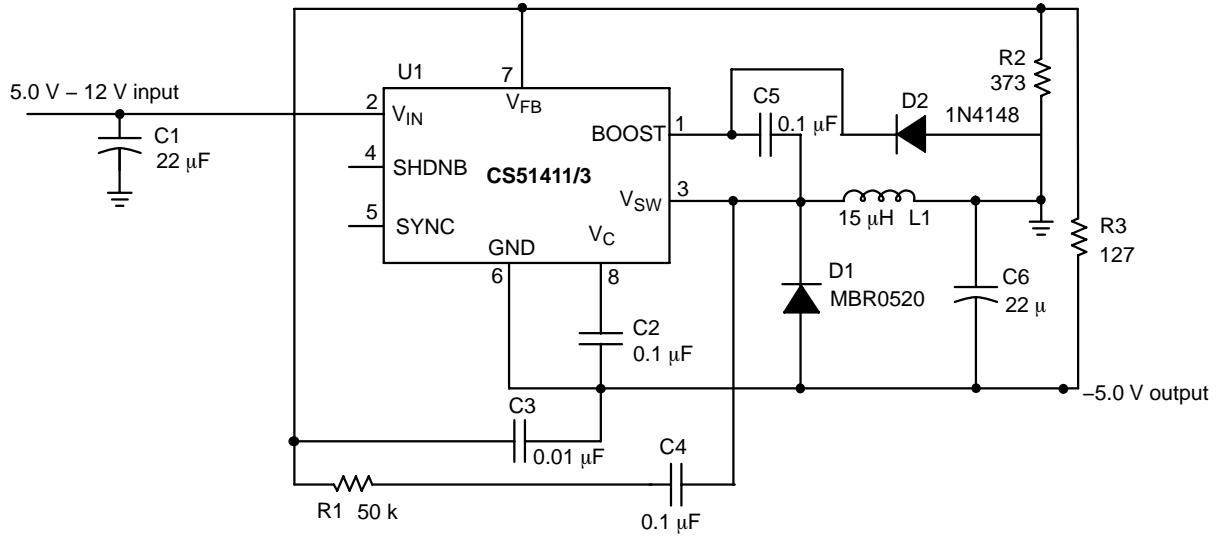 5.0 V – 12 V input
C1
22 μF
U1
7
V_FB
2
V_IN
BOOST
1
4
SHDNB
CS51411/3
V_SW
3
5
SYNC
V_C
GND
6
8
C5
0.1 μF
D2
1N4148
R2
373
15 μH L1
R3
127
D1
MBR0520
C6
22 μ
C2
0.1 μF
–5.0 V output
C3
0.01 μF
C4
0.1 μF
R1 50 k